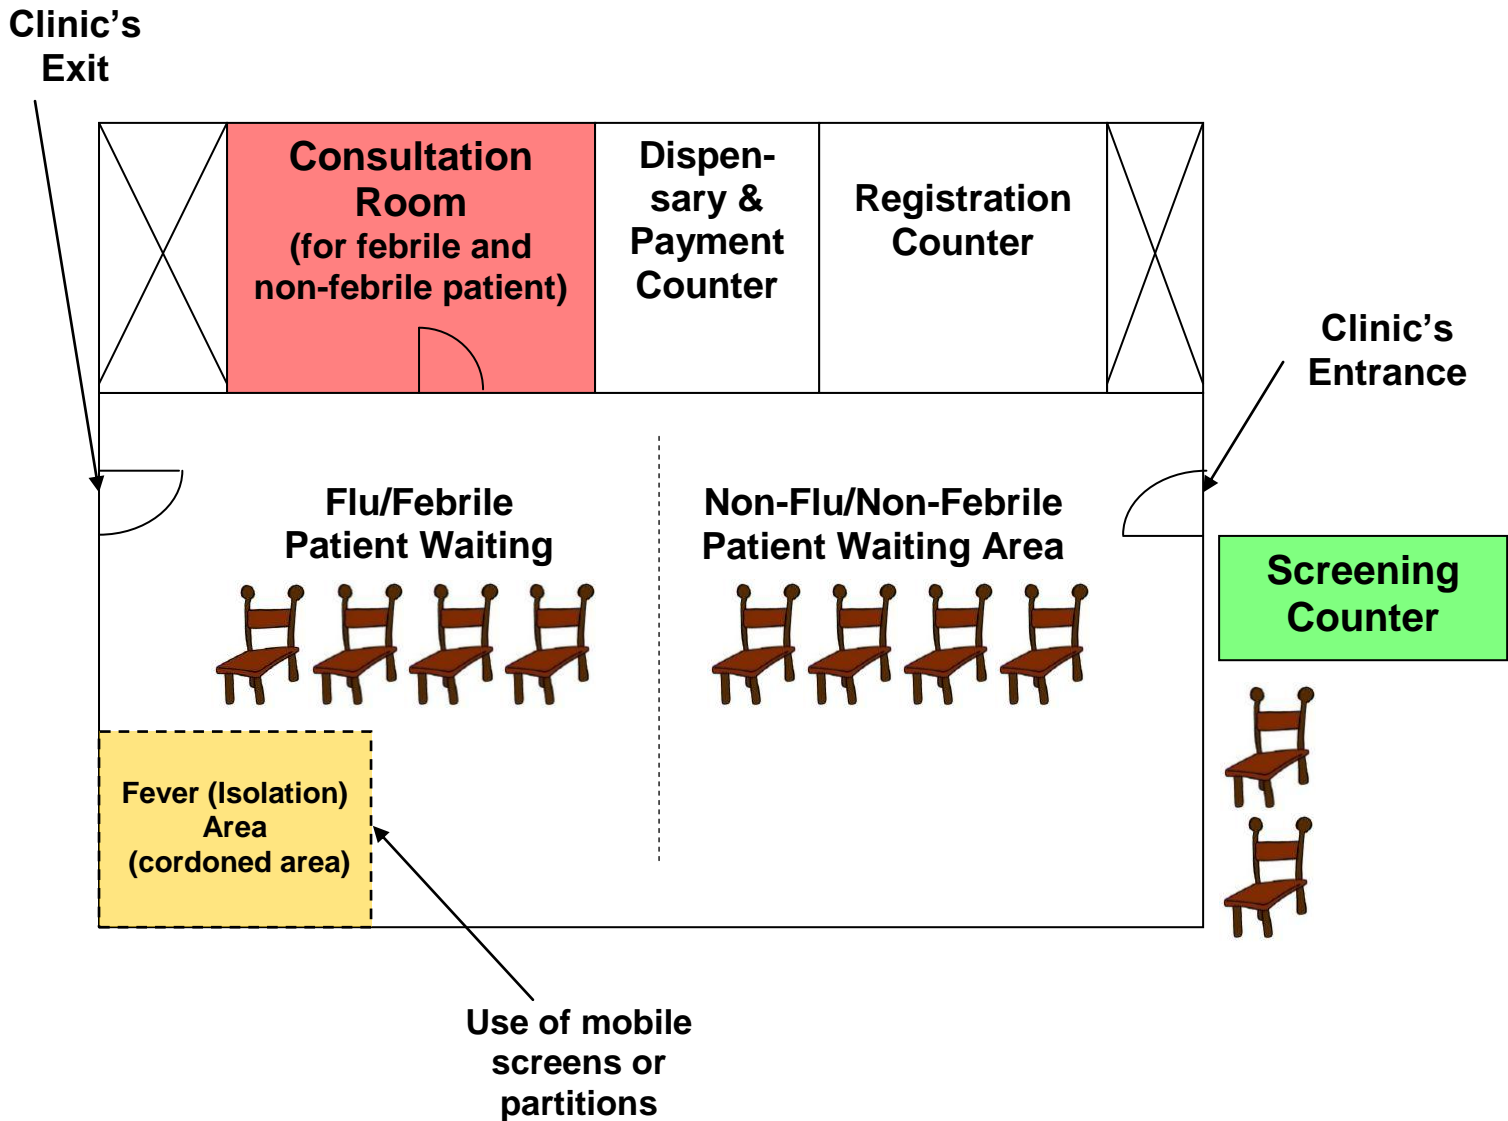 Clinic's
Exit
Consultation
Room
(for febrile and
non-febrile patient)
Dispen-
sary &
Payment
Counter
Registration
Counter
Clinic's
Entrance
Flu/Febrile
Patient Waiting
Non-Flu/Non-Febrile
Patient Waiting Area
Screening
Counter
Fever (Isolation)
Area
(cordoned area)
Use of mobile
screens or
partitions